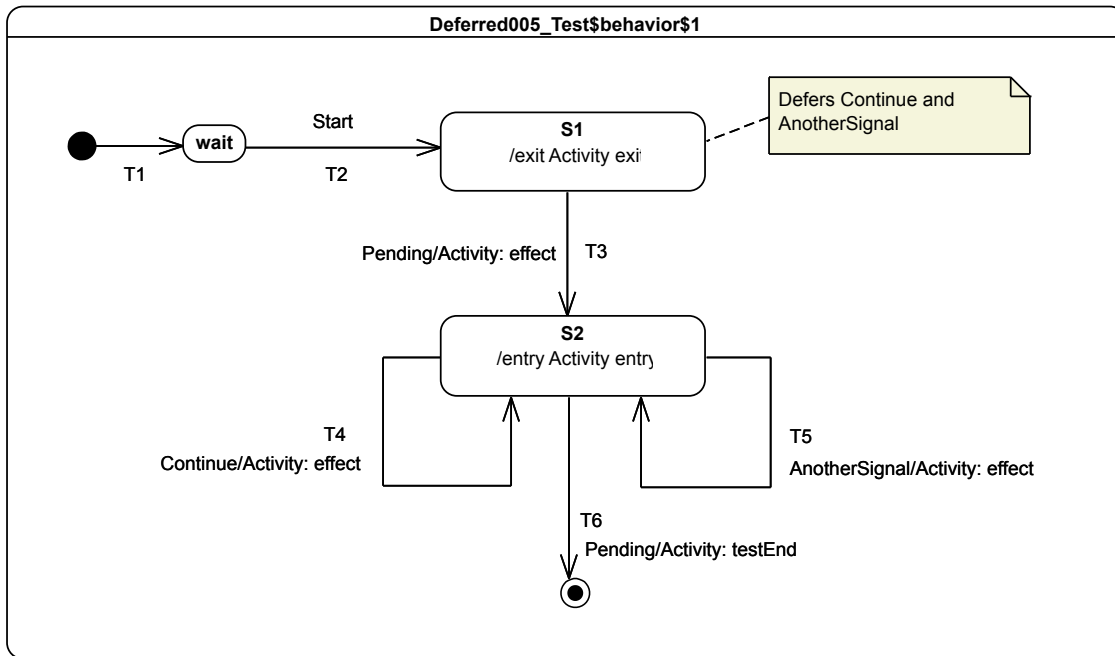 Deferred005_Test$behavior$1
Defers Continue and
AnotherSignal
S1
/exit Activity exit
Start
wait
T1
T2
Pending/Activity: effect
T3
S2
/entry Activity entry
T4
Continue/Activity: effect
T5
AnotherSignal/Activity: effect
T6
Pending/Activity: testEnd